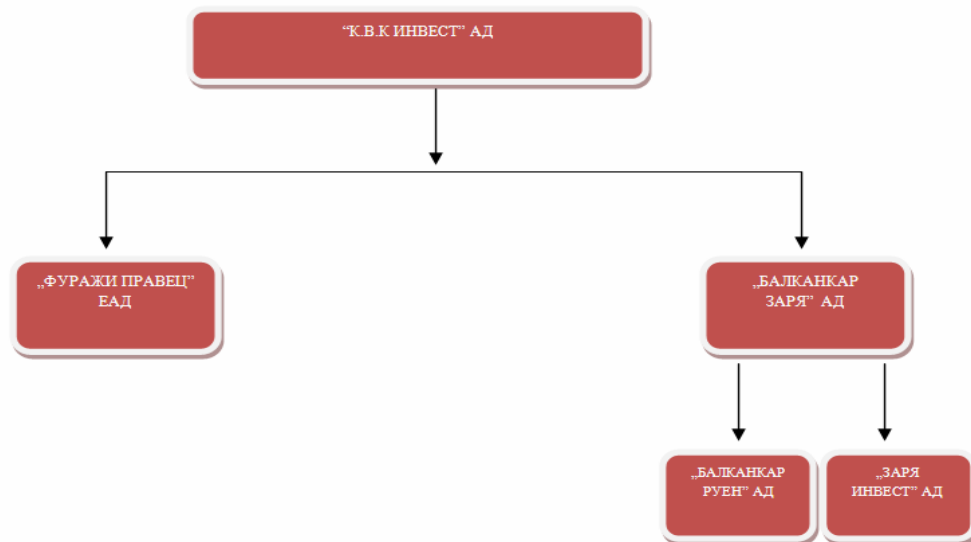 “К.В.К ИНВЕСТ” АД
„ФУРАЖИ ПРАВЕЦ”
ЕАД
„БАЛКАНКАР
ЗАРЯ” АД
„БАЛКАНКАР
РУЕН” АД
„ЗАРЯ
ИНВЕСТ” АД